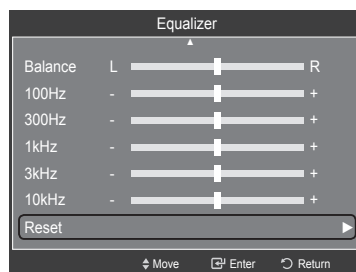 Equalizer
Balance L R
100Hz - +
300Hz - +
1kHz - +
3kHz - +
10kHz - +
Reset
Move Enter Return